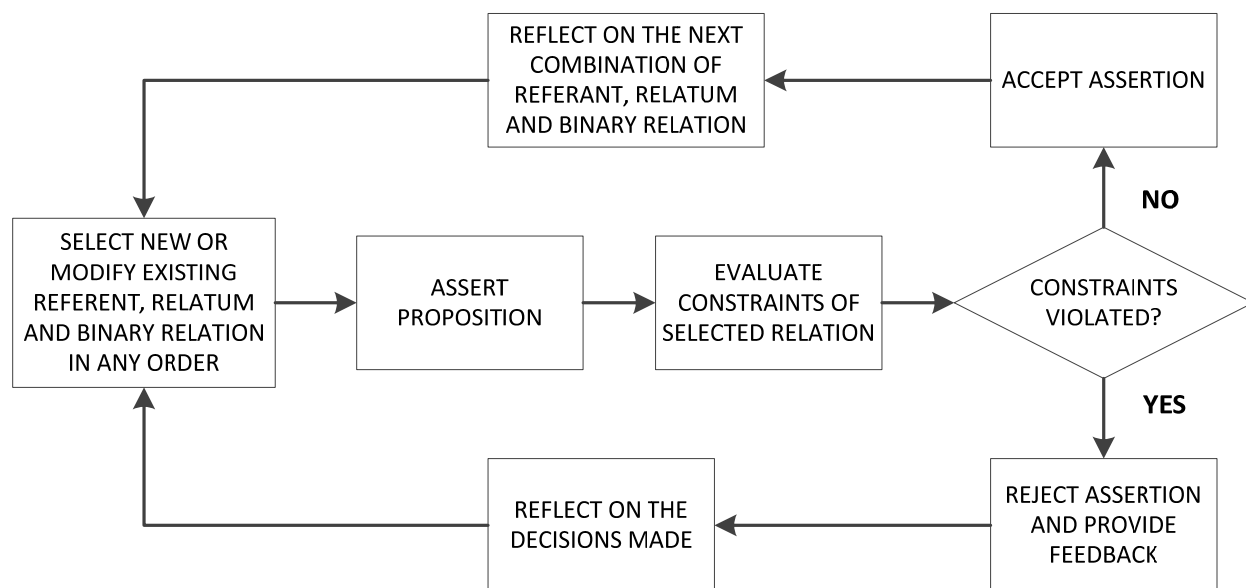 REFLECT ON THE NEXT
COMBINATION OF
REFERANT, RELATUM
AND BINARY RELATION
ACCEPT ASSERTION
NO
SELECT NEW OR
MODIFY EXISTING
REFERENT, RELATUM
AND BINARY RELATION
IN ANY ORDER
ASSERT
PROPOSITION
EVALUATE
CONSTRAINTS OF
SELECTED RELATION
CONSTRAINTS
VIOLATED?
YES
REFLECT ON THE
DECISIONS MADE
REJECT ASSERTION
AND PROVIDE
FEEDBACK